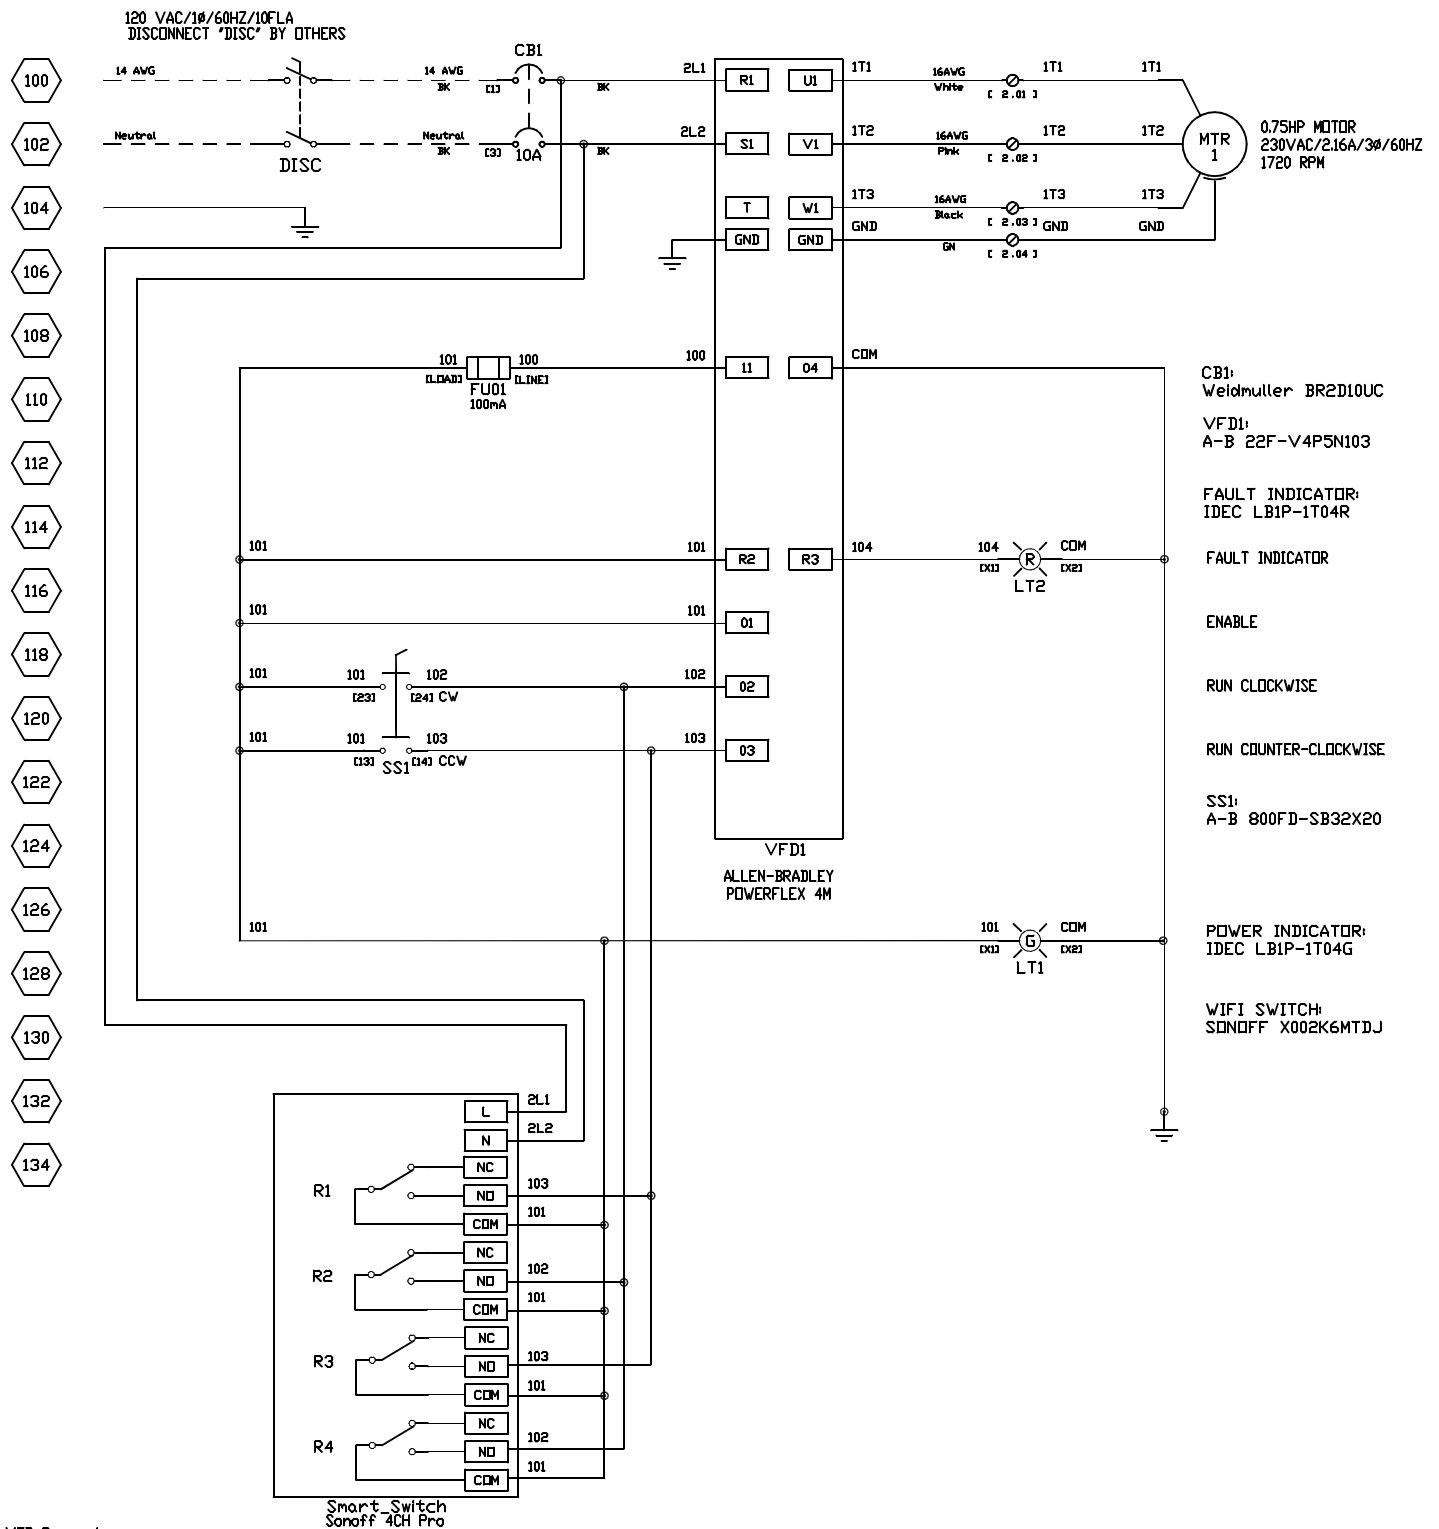 120 VAC/1ø/60HZ/10FLA
DISCONNECT "DISC" BY OTHERS
100
14 AWG
14 AWG
BK
[1]
CB1
BK
2L1
R1
U1
1T1
16AWG
White
[ 2.01 ]
1T1
1T1
102
Neutral
DISC
Neutral
BK
[3]
10A
BK
2L2
S1
V1
1T2
16AWG
Pink
[ 2.02 ]
1T2
1T2
MTR
1
0.75HP MOTOR
230VAC/2.16A/3ø/60HZ
1720 RPM
104
T
W1
1T3
16AWG
Black
[ 2.03 ]
1T3
1T3
GND
GND
GND
GN
[ 2.04 ]
GND
GND
106
108
101
[LOAD]
FU01
100mA
100
[LINE]
100
11
04
COM
CB1:
Weidmuller BR2D10UC
110
VFD1:
A-B 22F-V4P5N103
112
FAULT INDICATOR:
IDEC LB1P-1T04R
114
101
101
R2
R3
104
104
[X1]
R
LT2
COM
[X2]
FAULT INDICATOR
116
101
101
01
ENABLE
118
101
101
[23]
102
[24] CW
102
02
RUN CLOCKWISE
120
101
101
[13]
SS1
103
[14] CCW
103
03
RUN COUNTER-CLOCKWISE
122
SS1:
A-B 800FD-SB32X20
124
VFD1
ALLEN-BRADLEY
POWERFLEX 4M
126
101
101
[X1]
G
LT1
COM
[X2]
POWER INDICATOR:
IDEC LB1P-1T04G
128
WIFI SWITCH:
SONOFF X002K6MTDJ
130
132
L
2L1
N
2L2
134
R1
NC
NO
103
COM
101
R2
NC
NO
102
COM
101
R3
NC
NO
103
COM
101
R4
NC
NO
102
COM
101
Smart_Switch
Sonoff 4CH Pro